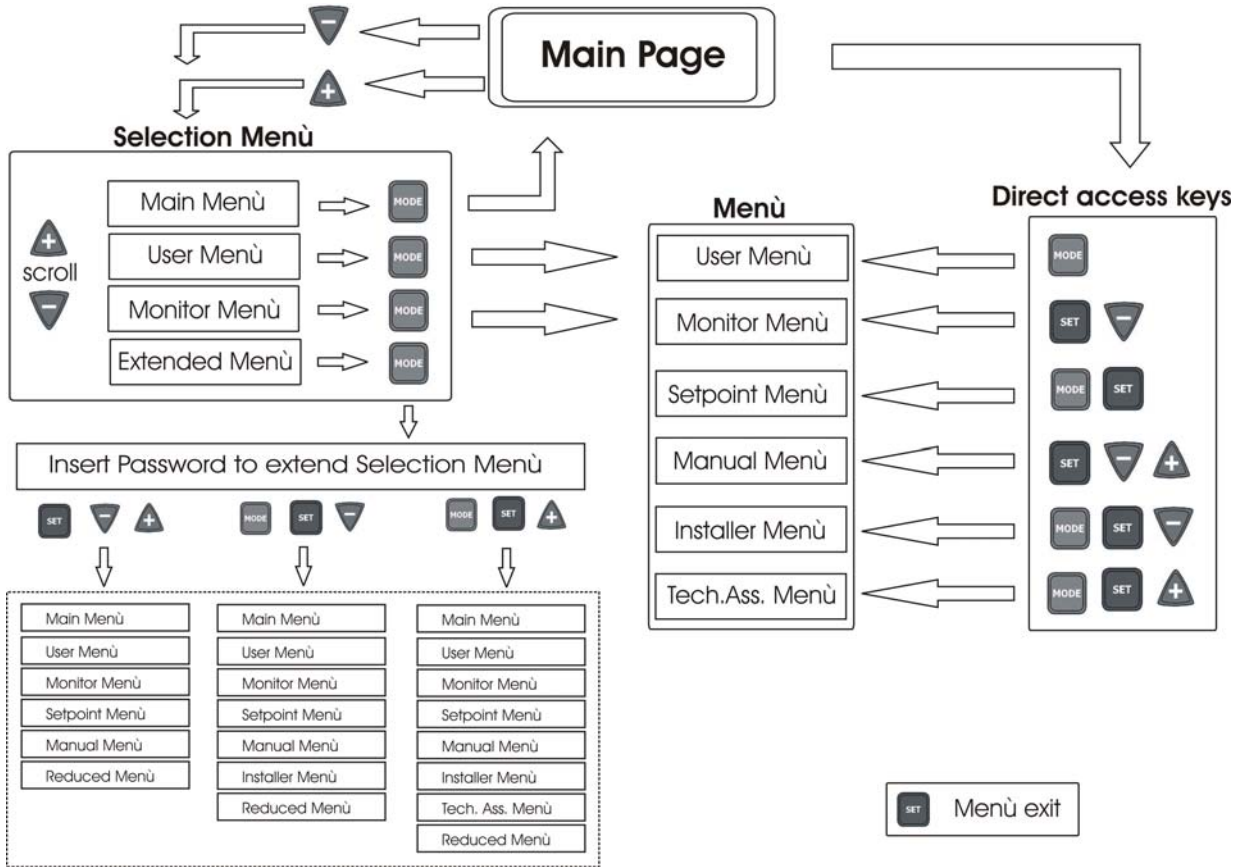 −
Main Page
+
Selection Menù
Main Menù
MODE
User Menù
MODE
Monitor Menù
MODE
Extended Menù
MODE
+
scroll
−
Insert Password to extend Selection Menù
SET − +
MODE SET −
MODE SET +
Main Menù
User Menù
Monitor Menù
Setpoint Menù
Manual Menù
Reduced Menù
Main Menù
User Menù
Monitor Menù
Setpoint Menù
Manual Menù
Installer Menù
Reduced Menù
Main Menù
User Menù
Monitor Menù
Setpoint Menù
Manual Menù
Installer Menù
Tech. Ass. Menù
Reduced Menù
Menù
User Menù
Monitor Menù
Setpoint Menù
Manual Menù
Installer Menù
Tech.Ass. Menù
Direct access keys
MODE
SET −
MODE SET
SET − +
MODE SET −
MODE SET +
SET Menù exit